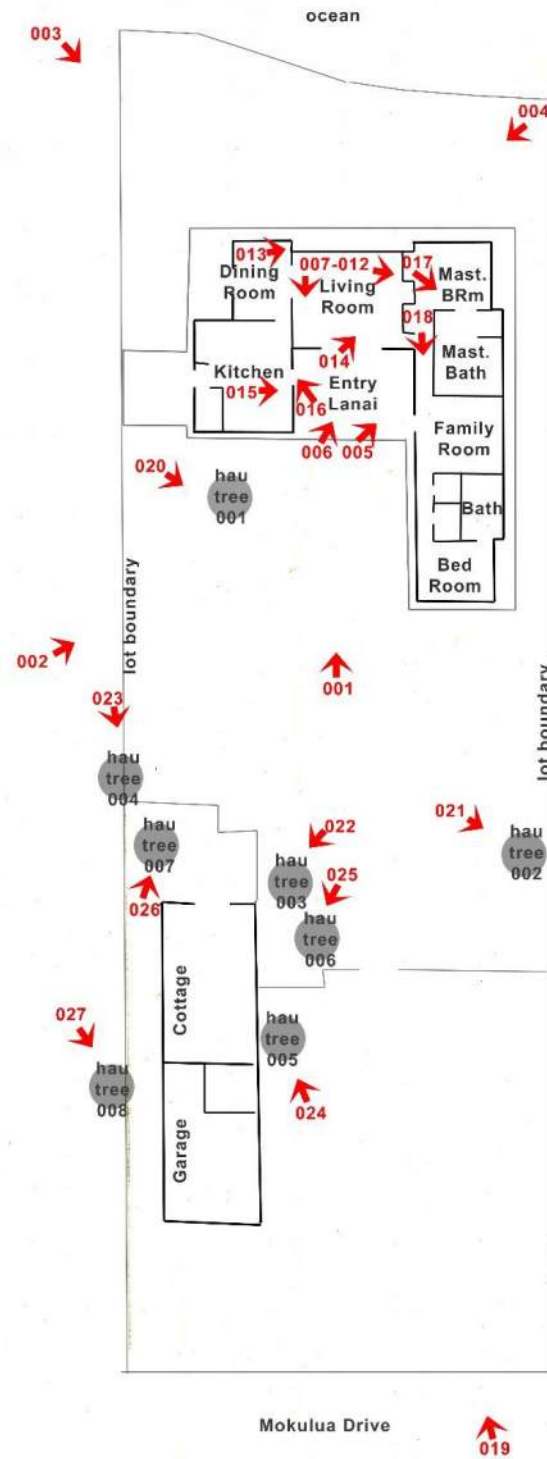 ocean
003
004
013
007-012
017
Dining
Room
Living
Room
Mast.
BRm
018
014
Kitchen
Mast.
Bath
015
016
Entry
Lanai
006
005
Family
Room
020
hau
tree
001
Bath
Bed
Room
lot boundary
002
001
023
lot boundary
hau
tree
004
hau
tree
007
022
021
hau
tree
002
hau
tree
003
025
026
hau
tree
006
Cottage
027
hau
tree
005
hau
tree
008
024
Garage
Mokulua Drive
019